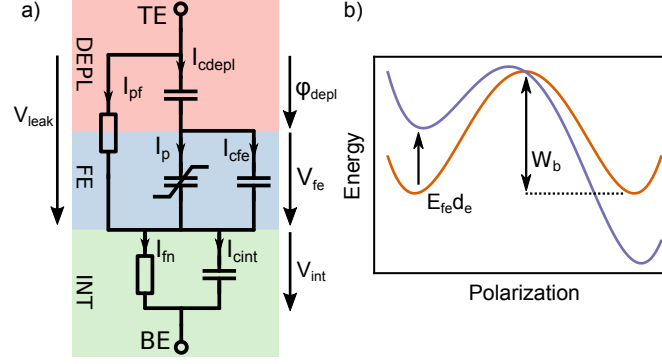 a)
TE
b)
DEPL
I_cdepl
I_pf
φ_depl
V_leak
FE
I_p
I_cfe
V_fe
INT
I_fn
I_cint
V_int
BE
Energy
W_b
E_fe d_e
Polarization